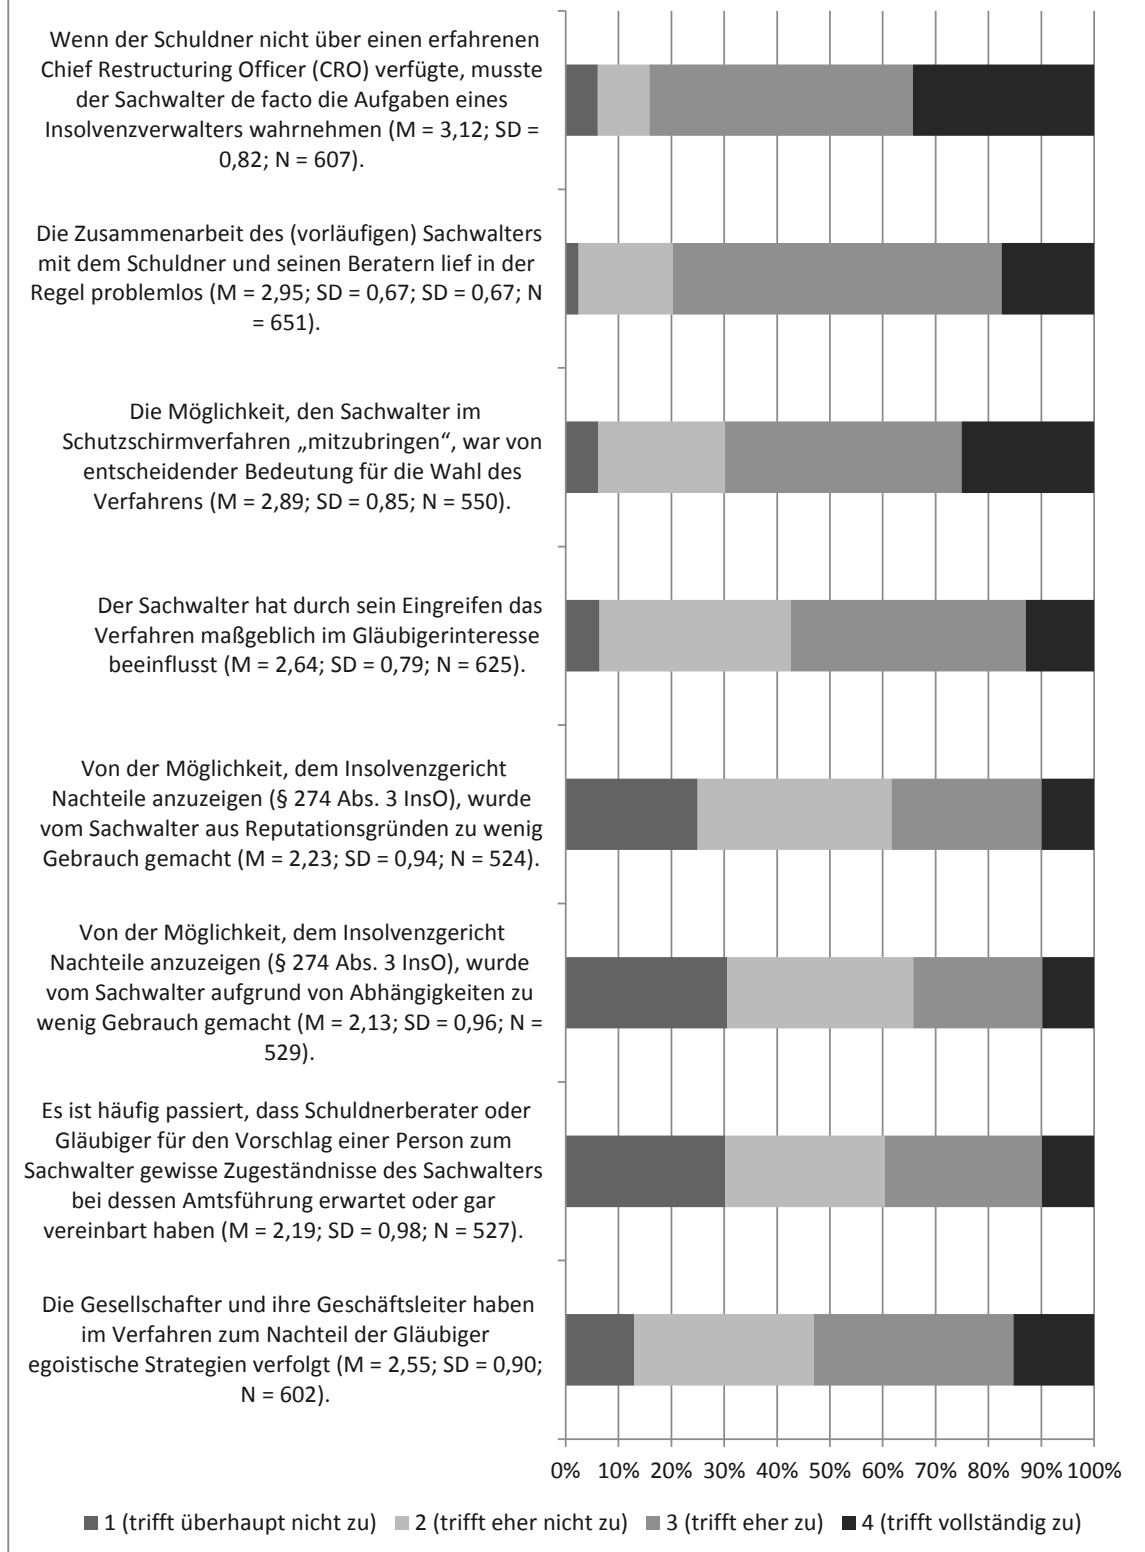 Wenn der Schuldner nicht über einen erfahrenen
Chief Restructuring Officer (CRO) verfügte, musste
der Sachwalter de facto die Aufgaben eines
Insolvenzverwalters wahrnehmen (M = 3,12; SD =
0,82; N = 607).
Die Zusammenarbeit des (vorläufigen) Sachwalters
mit dem Schuldner und seinen Beratern lief in der
Regel problemlos (M = 2,95; SD = 0,67; SD = 0,67; N
= 651).
Die Möglichkeit, den Sachwalter im
Schutzschirmverfahren „mitzubringen“, war von
entscheidender Bedeutung für die Wahl des
Verfahrens (M = 2,89; SD = 0,85; N = 550).
Der Sachwalter hat durch sein Eingreifen das
Verfahren maßgeblich im Gläubigerinteresse
beeinflusst (M = 2,64; SD = 0,79; N = 625).
Von der Möglichkeit, dem Insolvenzgericht
Nachteile anzuzeigen (§ 274 Abs. 3 InsO), wurde
vom Sachwalter aus Reputationsgründen zu wenig
Gebrauch gemacht (M = 2,23; SD = 0,94; N = 524).
Von der Möglichkeit, dem Insolvenzgericht
Nachteile anzuzeigen (§ 274 Abs. 3 InsO), wurde
vom Sachwalter aufgrund von Abhängigkeiten zu
wenig Gebrauch gemacht (M = 2,13; SD = 0,96; N =
529).
Es ist häufig passiert, dass Schuldnerberater oder
Gläubiger für den Vorschlag einer Person zum
Sachwalter gewisse Zugeständnisse des Sachwalters
bei dessen Amtsführung erwartet oder gar
vereinbart haben (M = 2,19; SD = 0,98; N = 527).
Die Gesellschafter und ihre Geschäftsleiter haben
im Verfahren zum Nachteil der Gläubiger
egoistische Strategien verfolgt (M = 2,55; SD = 0,90;
N = 602).
0% 10% 20% 30% 40% 50% 60% 70% 80% 90% 100%
1 (trifft überhaupt nicht zu) 2 (trifft eher nicht zu) 3 (trifft eher zu) 4 (trifft vollständig zu)